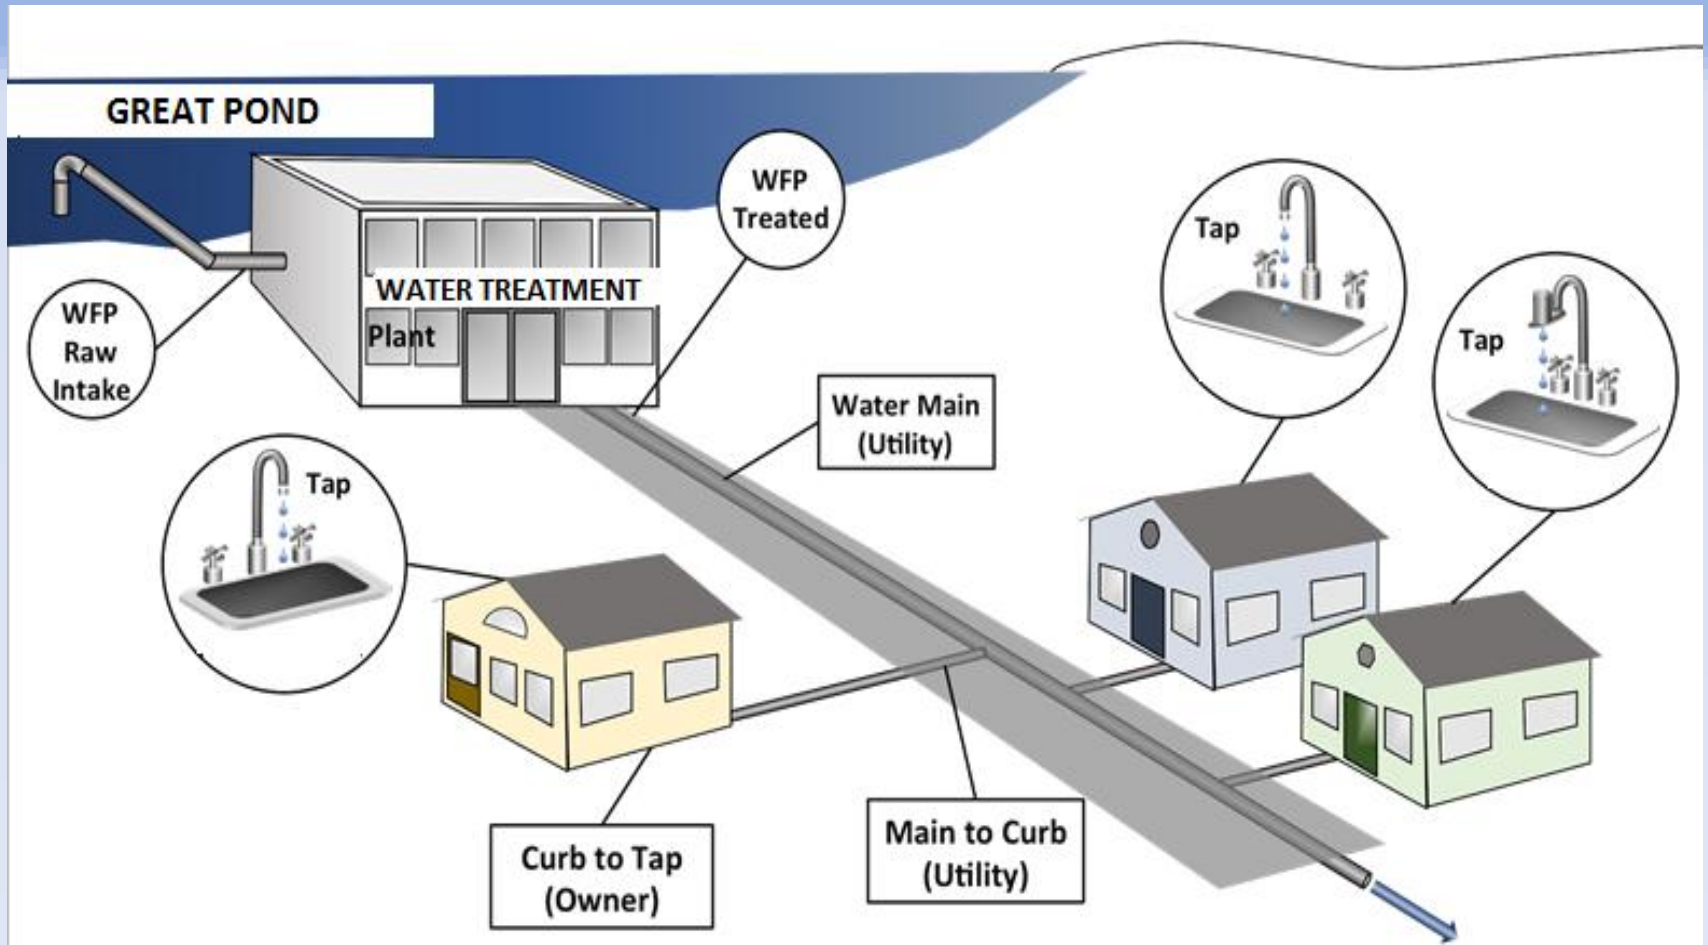 GREAT POND
WFP
Treated
Tap
Tap
WATER TREATMENT
Plant
WFP
Raw
Intake
Water Main
(Utility)
Tap
Main to Curb
(Utility)
Curb to Tap
(Owner)